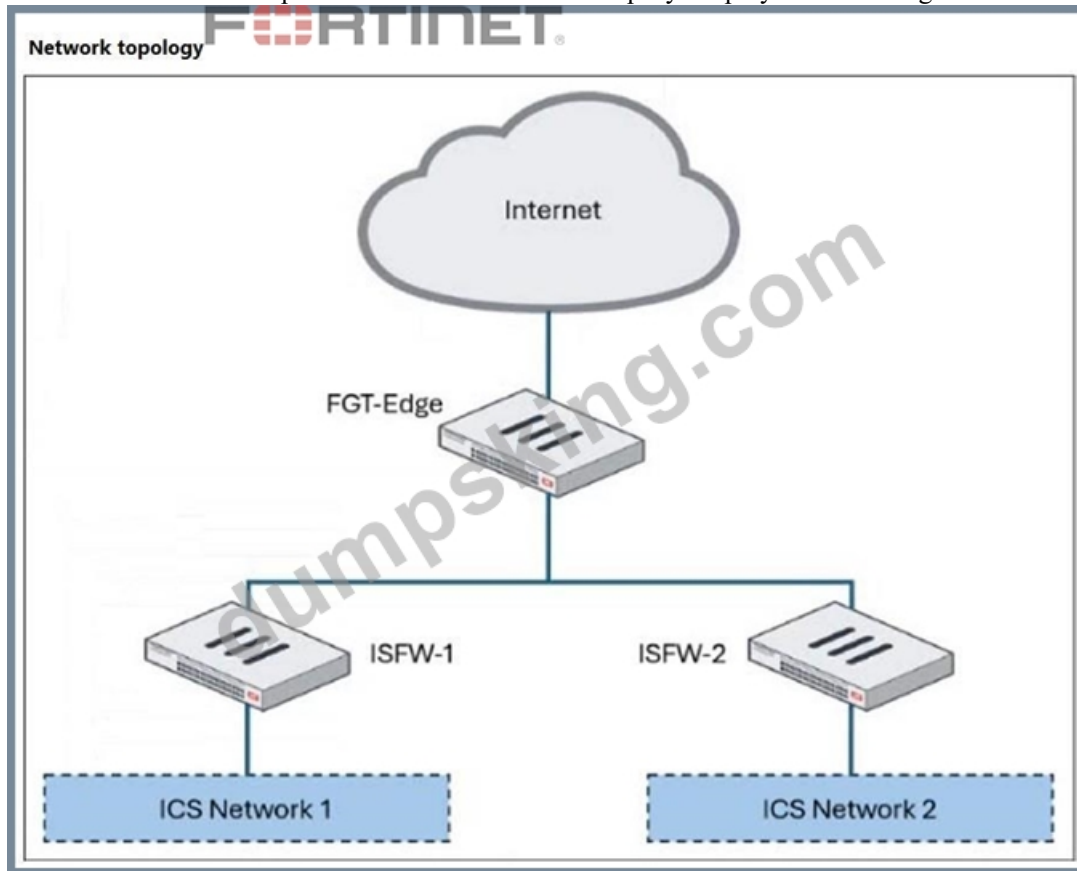 FORTINET®
Network topology
Internet
FGT-Edge
dumpsking.com
ISFW-1
ISFW-2
ICS Network 1
ICS Network 2